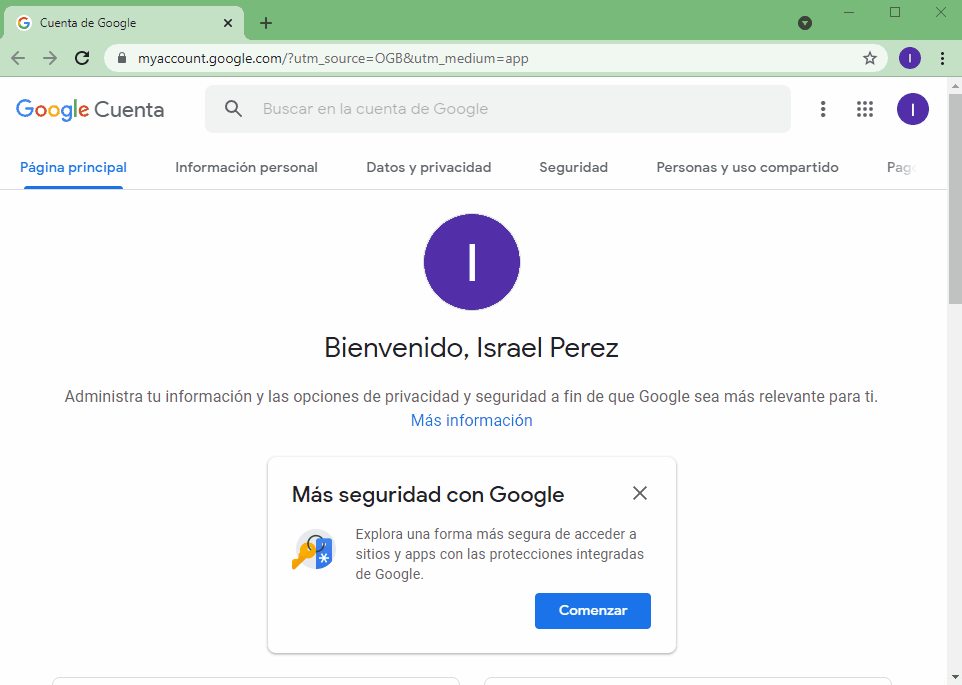 Cuenta de Google
myaccount.google.com/?utm_source=OGB&utm_medium=app
I
Google Cuenta
Buscar en la cuenta de Google
I
Página principal
Información personal
Datos y privacidad
Seguridad
Personas y uso compartido
Pag
I
Bienvenido, Israel Perez
Administra tu información y las opciones de privacidad y seguridad a fin de que Google sea más relevante para ti.
Más información
Más seguridad con Google
Explora una forma más segura de acceder a
sitios y apps con las protecciones integradas
de Google.
Comenzar